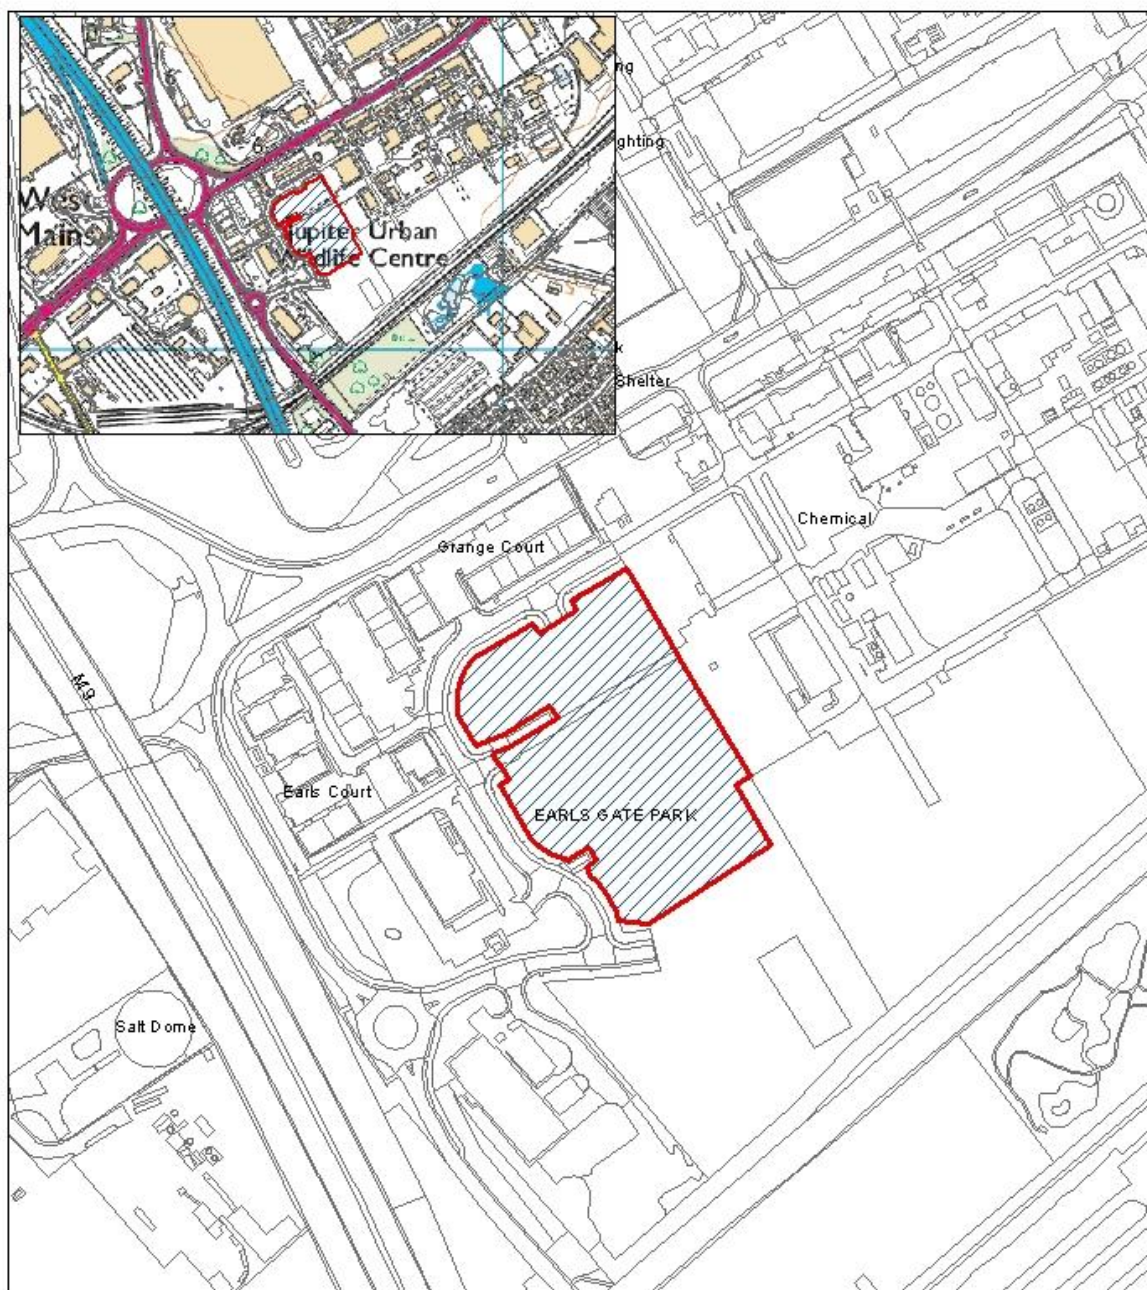 West
Mains
6
Jupiter Urban
Wildlife Centre
ng
ghting
k
Shelter
Chemical
Grange Court
M9
Earls Court
EARLS GATE PARK
Salt Dome